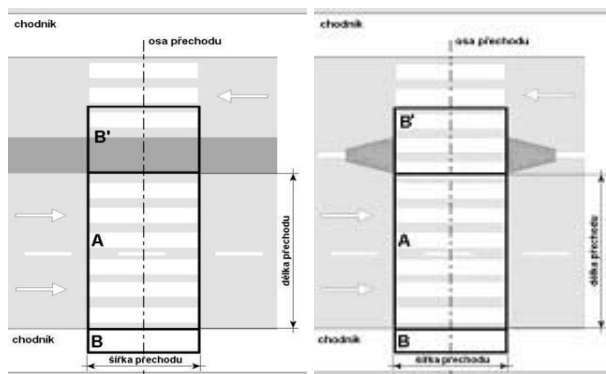 chodník
osa přechodu
B'
A
délka přechodu
chodník
B
šířka přechodu
chodník
osa přechodu
B'
A
délka přechodu
chodník
B
šířka přechodu